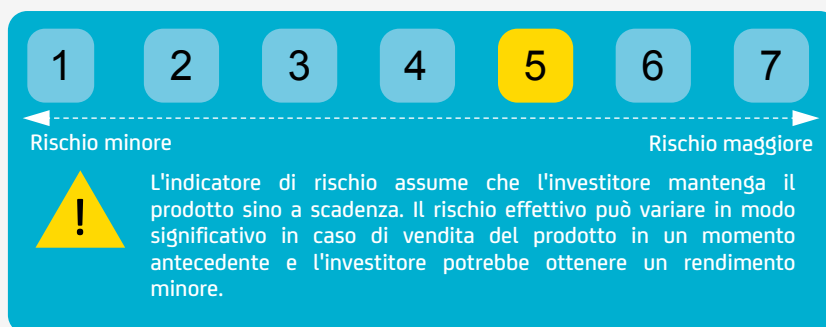 1 2 3 4 5 6 7
Rischio minore Rischio maggiore
L'indicatore di rischio assume che l'investitore mantenga il
! prodotto sino a scadenza. Il rischio effettivo può variare in modo
significativo in caso di vendita del prodotto in un momento
antecedente e l'investitore potrebbe ottenere un rendimento
minore.